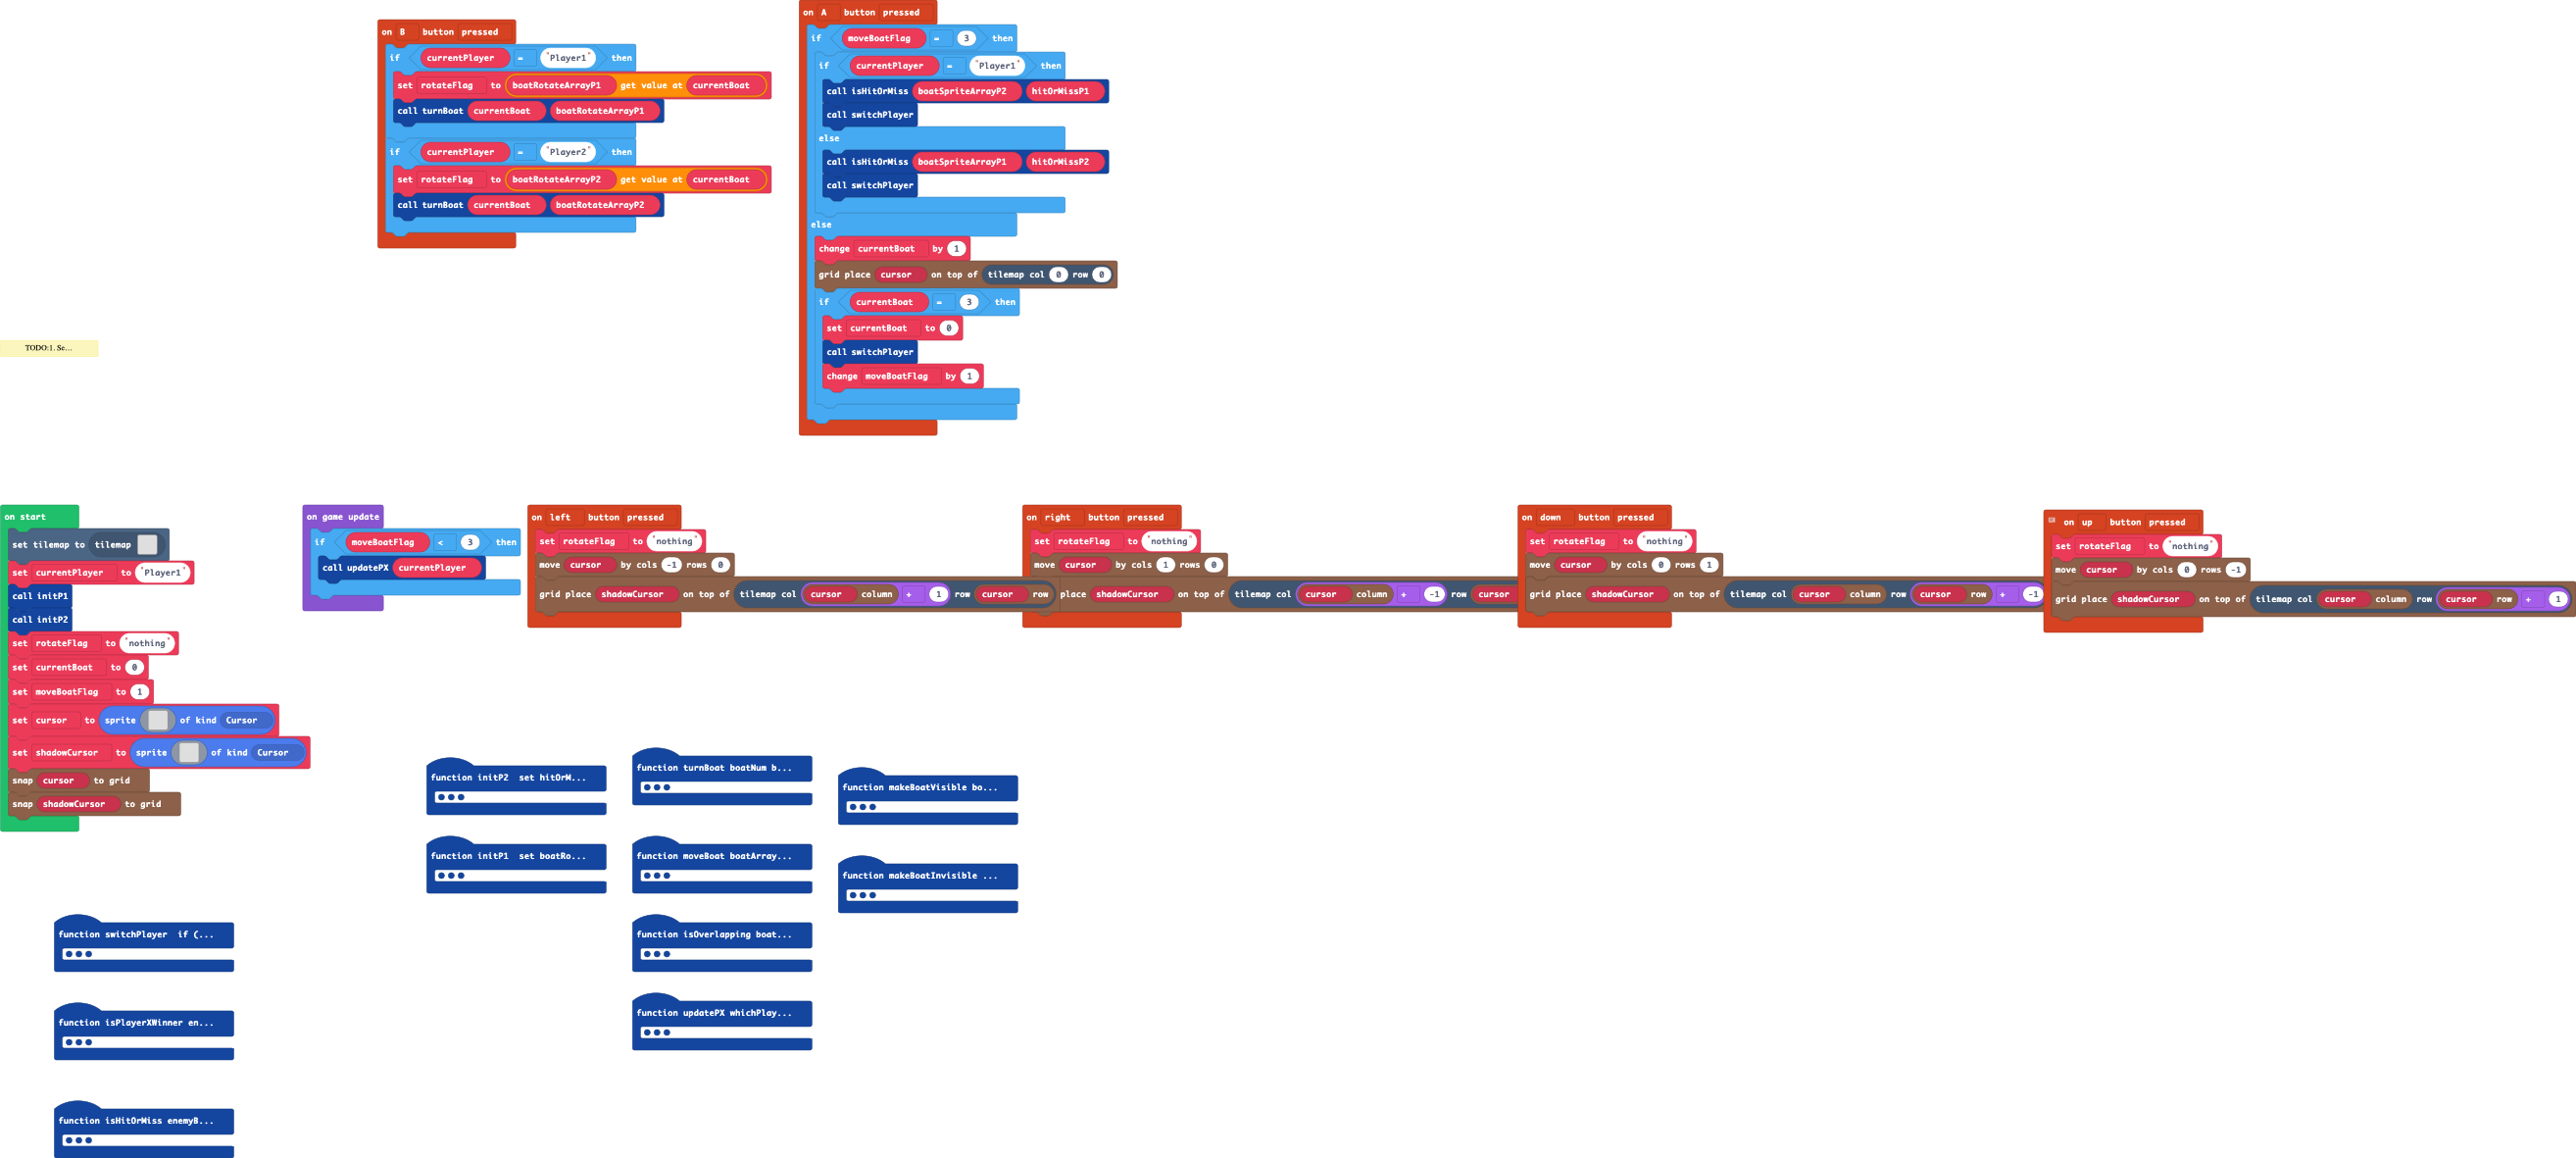 on B button pressed
if currentPlayer = "Player1" then
set rotateFlag to boatRotateArrayP1 get value at currentBoat
call turnBoat currentBoat boatRotateArrayP1
if currentPlayer = "Player2" then
set rotateFlag to boatRotateArrayP2 get value at currentBoat
call turnBoat currentBoat boatRotateArrayP2
on A button pressed
if moveBoatFlag = 3 then
if currentPlayer = "Player1" then
call isHitOrMiss boatSpriteArrayP2 hitOrMissP1
call switchPlayer
else
call isHitOrMiss boatSpriteArrayP1 hitOrMissP2
call switchPlayer
else
change currentBoat by 1
grid place cursor on top of tilemap col 0 row 0
if currentBoat = 3 then
set currentBoat to 0
call switchPlayer
change moveBoatFlag by 1
TODO:1. Se...
on start
set tilemap to tilemap
set currentPlayer to "Player1"
call initP1
call initP2
set rotateFlag to "nothing"
set currentBoat to 0
set moveBoatFlag to 1
set cursor to sprite of kind Cursor
set shadowCursor to sprite of kind Cursor
snap cursor to grid
snap shadowCursor to grid
on game update
if moveBoatFlag < 3 then
call updatePX currentPlayer
on left button pressed
set rotateFlag to "nothing"
move cursor by cols -1 rows 0
grid place shadowCursor on top of tilemap col cursor column + 1 row cursor row
on right button pressed
set rotateFlag to "nothing"
move cursor by cols 1 rows 0
place shadowCursor on top of tilemap col cursor column + -1 row cursor
on down button pressed
set rotateFlag to "nothing"
move cursor by cols 0 rows 1
grid place shadowCursor on top of tilemap col cursor column row cursor row + -1
on up button pressed
set rotateFlag to "nothing"
move cursor by cols 0 rows -1
grid place shadowCursor on top of tilemap col cursor column row cursor row + 1
function initP2 set hitOrM...
function turnBoat boatNum b...
function makeBoatVisible bo...
function initP1 set boatRo...
function moveBoat boatArray...
function makeBoatInvisible ...
function switchPlayer if (...
function isOverlapping boat...
function isPlayerXWinner en...
function updatePX whichPlay...
function isHitOrMiss enemyB...